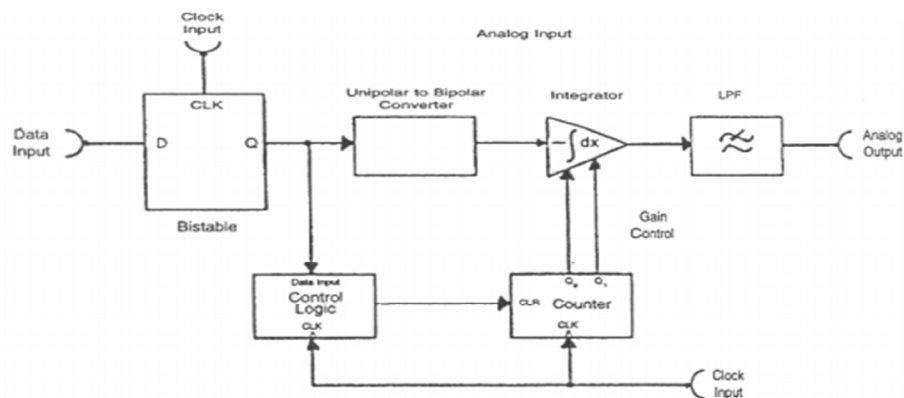 Clock
Input
Analog Input
CLK
Unipolar to Bipolar
Converter
Integrator
LPF
Data
Input
D
Q
− ∫ dx
Analog
Output
Bistable
Gain
Control
Data Input
Control
Logic
CLK
CLR
Counter
CLK
Clock
Input